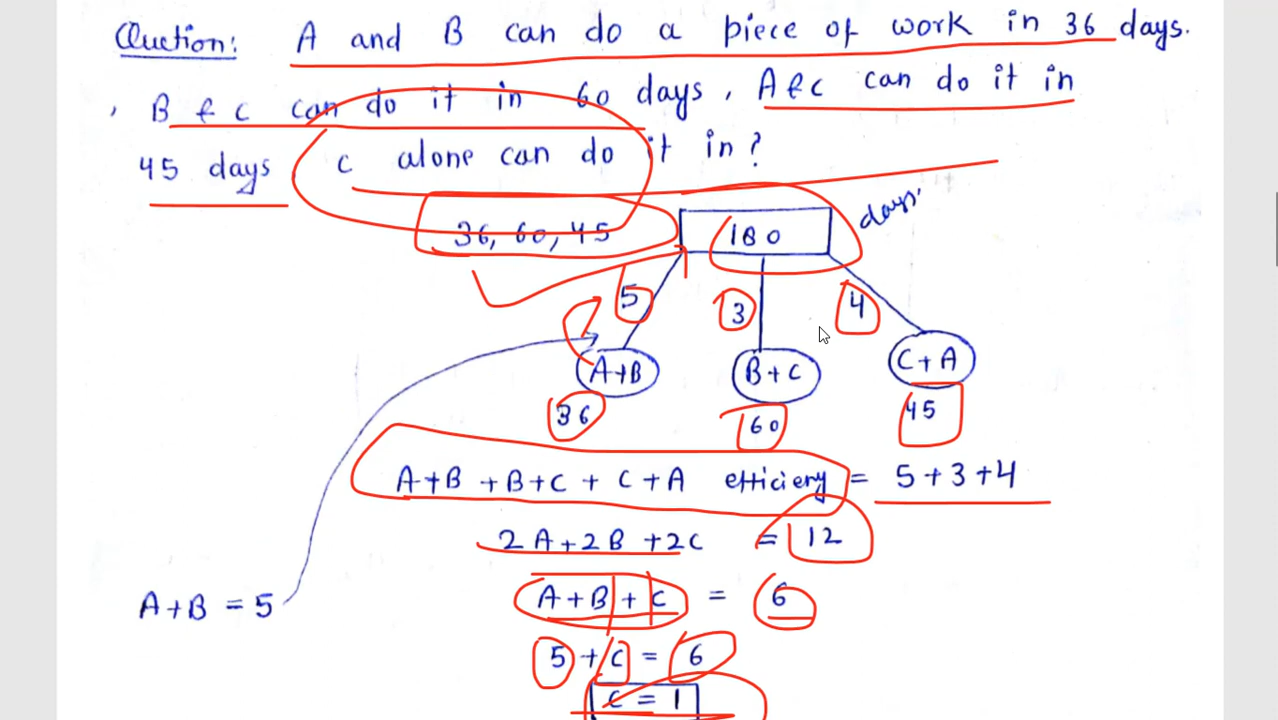 Quction: A and B can do a piece of work in 36 days.
, B & C can do it in 60 days, A&C can do it in
45 days C alone can do it in?
36, 60, 45 180 days.
5 3 4
A+B B+C C+A
36 60 45
A+B +B+C + C+A efficiery = 5+3+4
2A+2B +2C = 12
A+B + C = 6
A+B = 5
5 + C = 6
C = 1